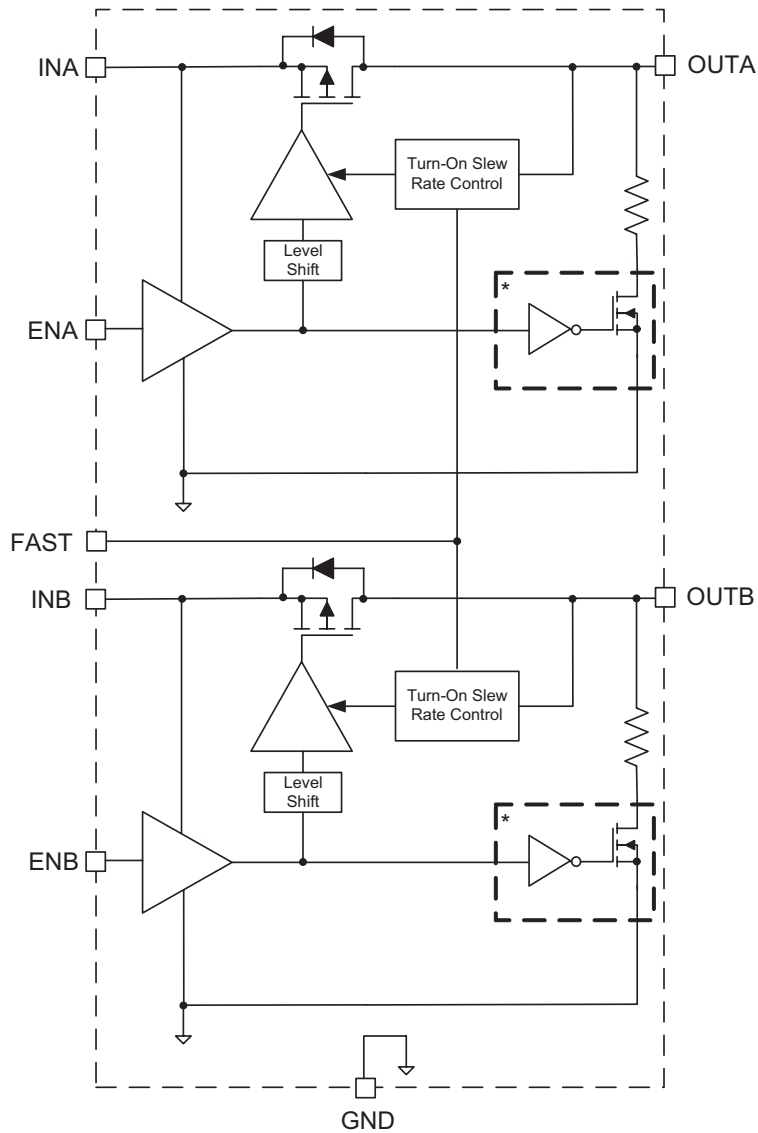 INA
OUTA
Turn-On Slew
Rate Control
Level
Shift
*
ENA
FAST
INB
OUTB
Turn-On Slew
Rate Control
Level
Shift
*
ENB
GND